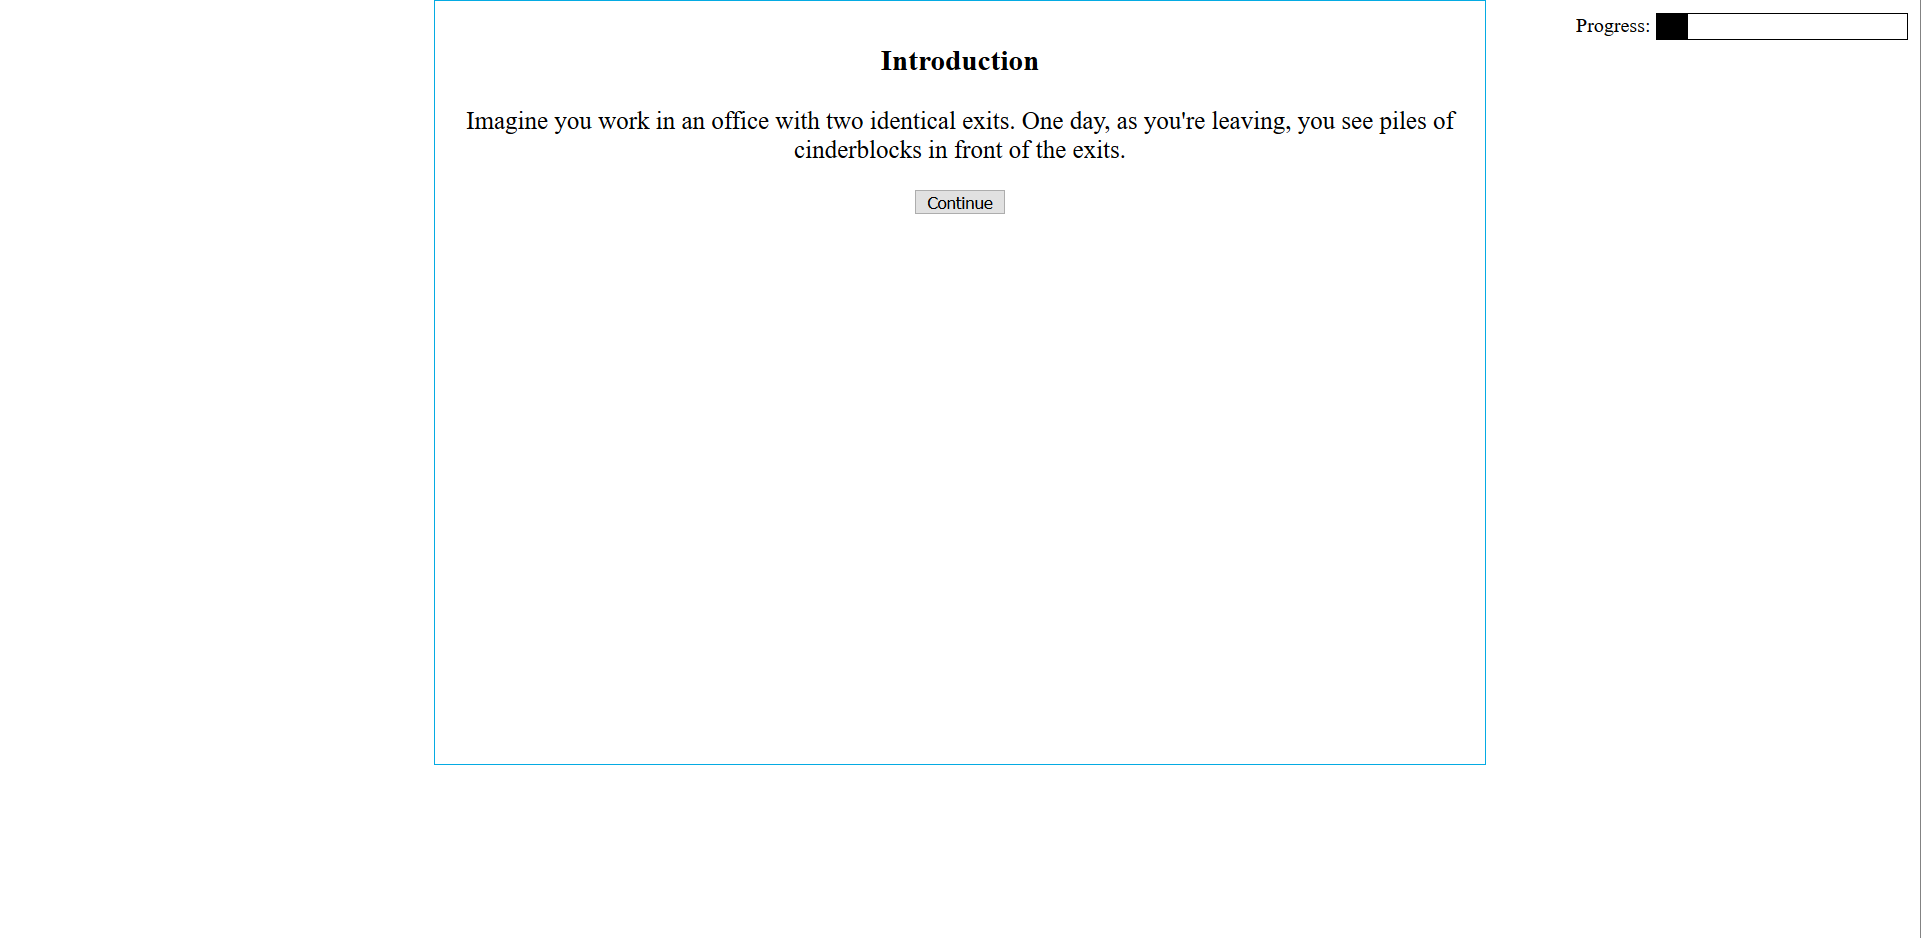 Progress:
Introduction
Imagine you work in an office with two identical exits. One day, as you're leaving, you see piles of
cinderblocks in front of the exits.
Continue